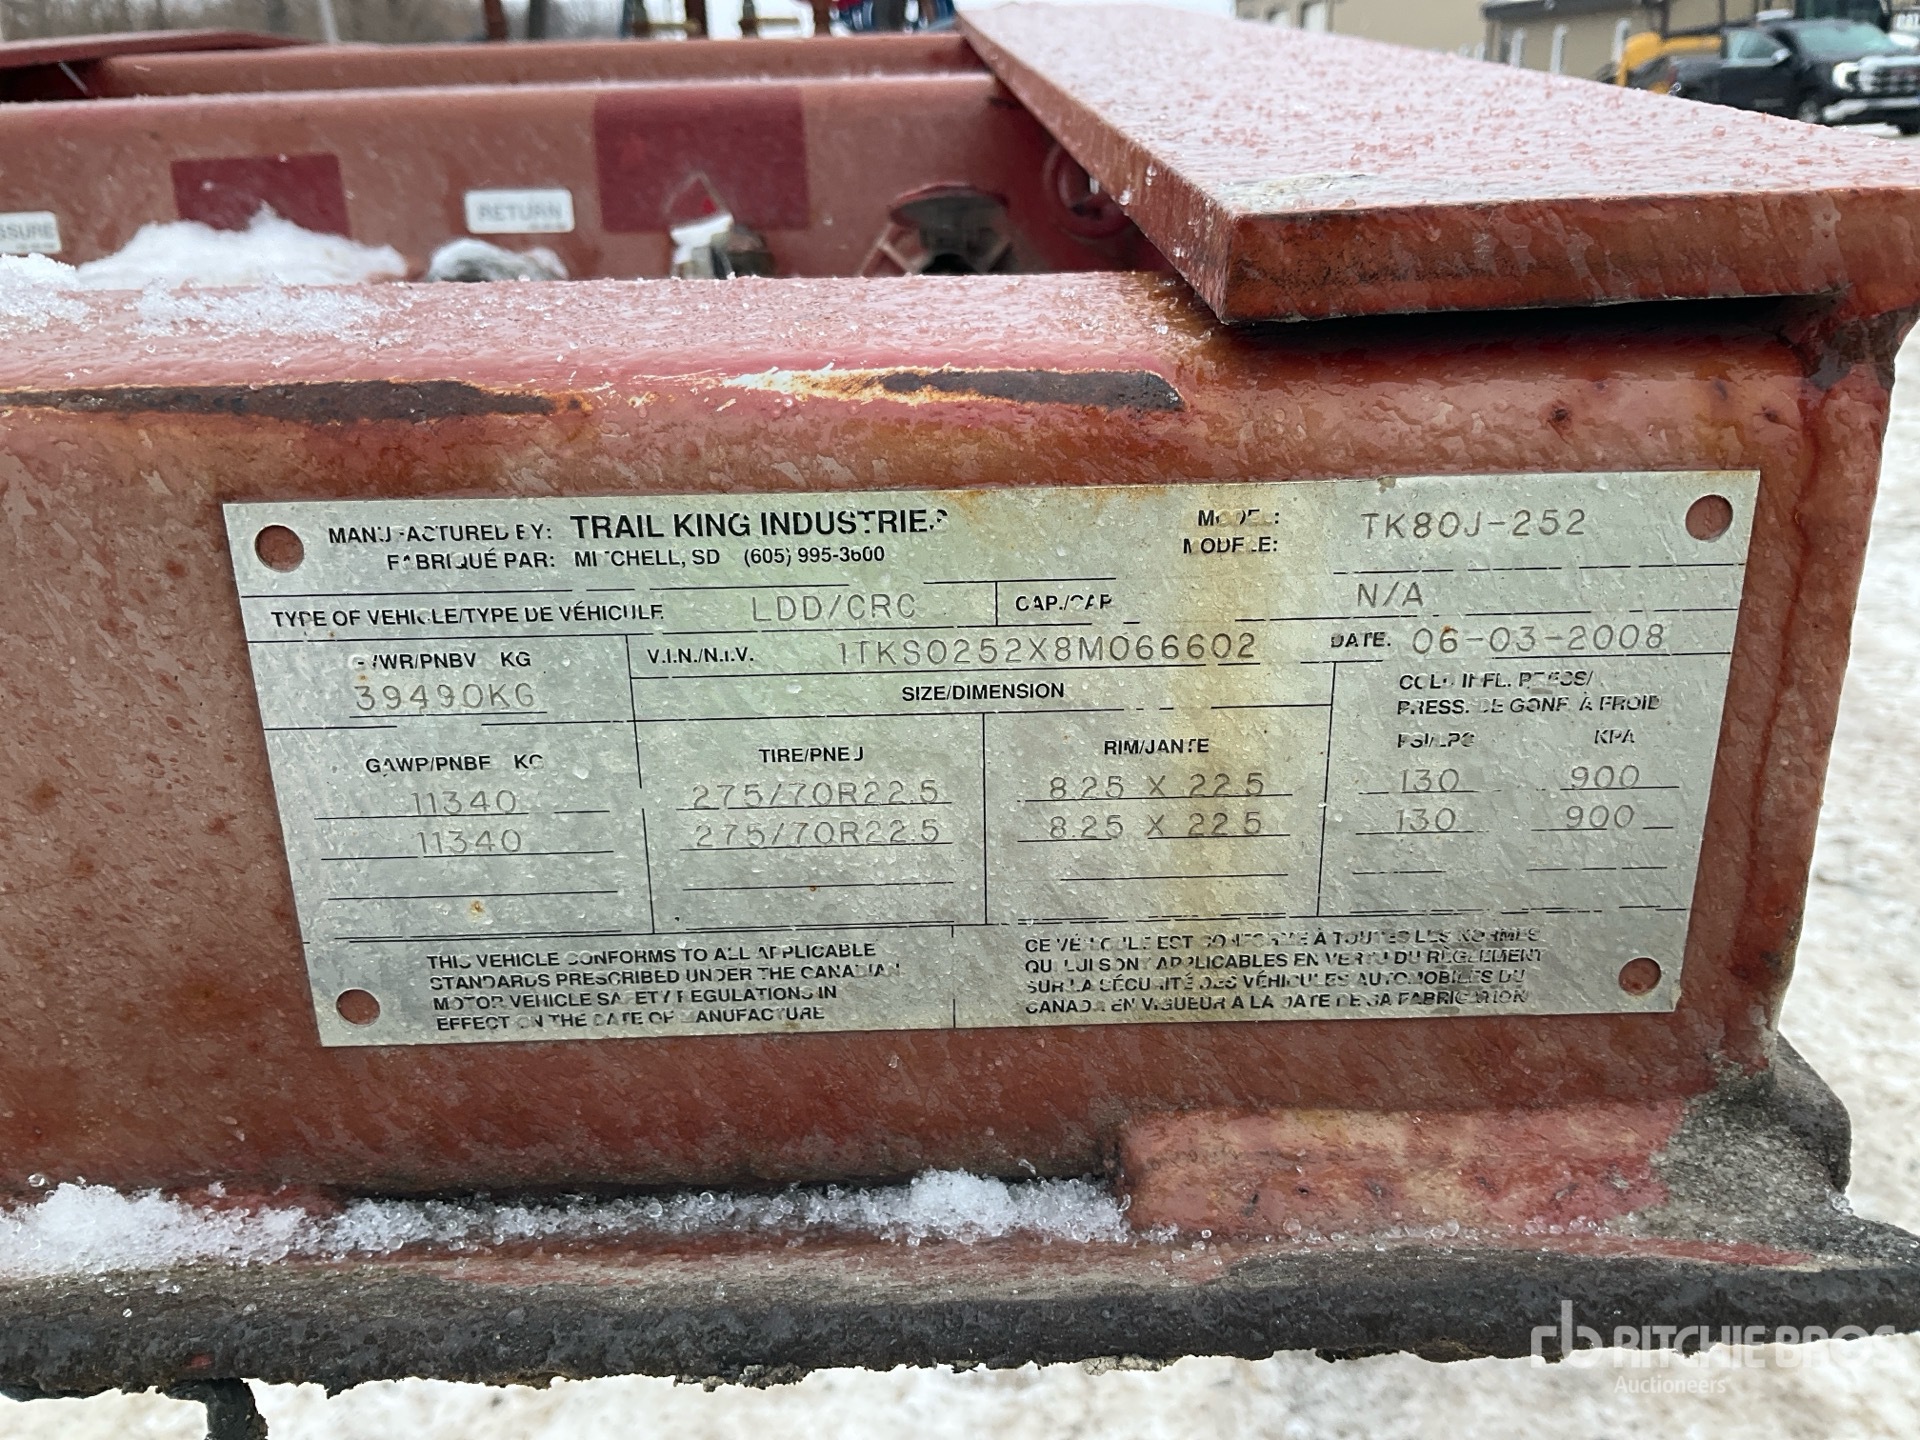 RETURN
MANUFACTURED BY: TRAIL KING INDUSTRIES
FABRIQUÉ PAR: MITCHELL, SD (605) 995-3600
MODEL: TK80J-252
MODELE:
TYPE OF VEHICLE/TYPE DE VÉHICULE LDD/CRC CAP./CAP N/A
GVWR/PNBV KG V.I.N./N.I.V. 1TKS0252X8M066602 DATE. 06-03-2008
39490KG SIZE/DIMENSION
COLD INFL. PRESS/
PRESS. DE GONF. À FROID
GAWR/PNBE KG TIRE/PNEU RIM/JANTE PSI/LPC KPA
11340 275/70R22.5 8.25 X 22.5 130 900
11340 275/70R22.5 8.25 X 22.5 130 900
THIS VEHICLE CONFORMS TO ALL APPLICABLE
STANDARDS PRESCRIBED UNDER THE CANADIAN
MOTOR VEHICLE SAFETY REGULATIONS IN
EFFECT ON THE DATE OF MANUFACTURE
CE VÉHICULE EST CONFORME À TOUTES LES NORMES
QUI LUI SONT APPLICABLES EN VERTU DU RÈGLEMENT
SUR LA SÉCURITÉ DES VÉHICULES AUTOMOBILES DU
CANADA EN VIGUEUR A LA DATE DE SA FABRICATION
rb RITCHIE BROS
Auctioneers